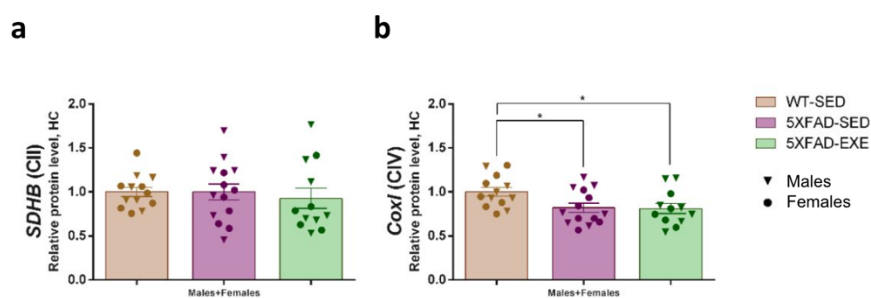 a
b
SDHB (CII)
Relative protein level, HC
2.0
1.5
1.0
0.5
0.0
Males+Females
CoxI (CIV)
Relative protein level, HC
2.0
1.5
1.0
0.5
0.0
*
*
Males+Females
WT-SED
5XFAD-SED
5XFAD-EXE
Males
Females